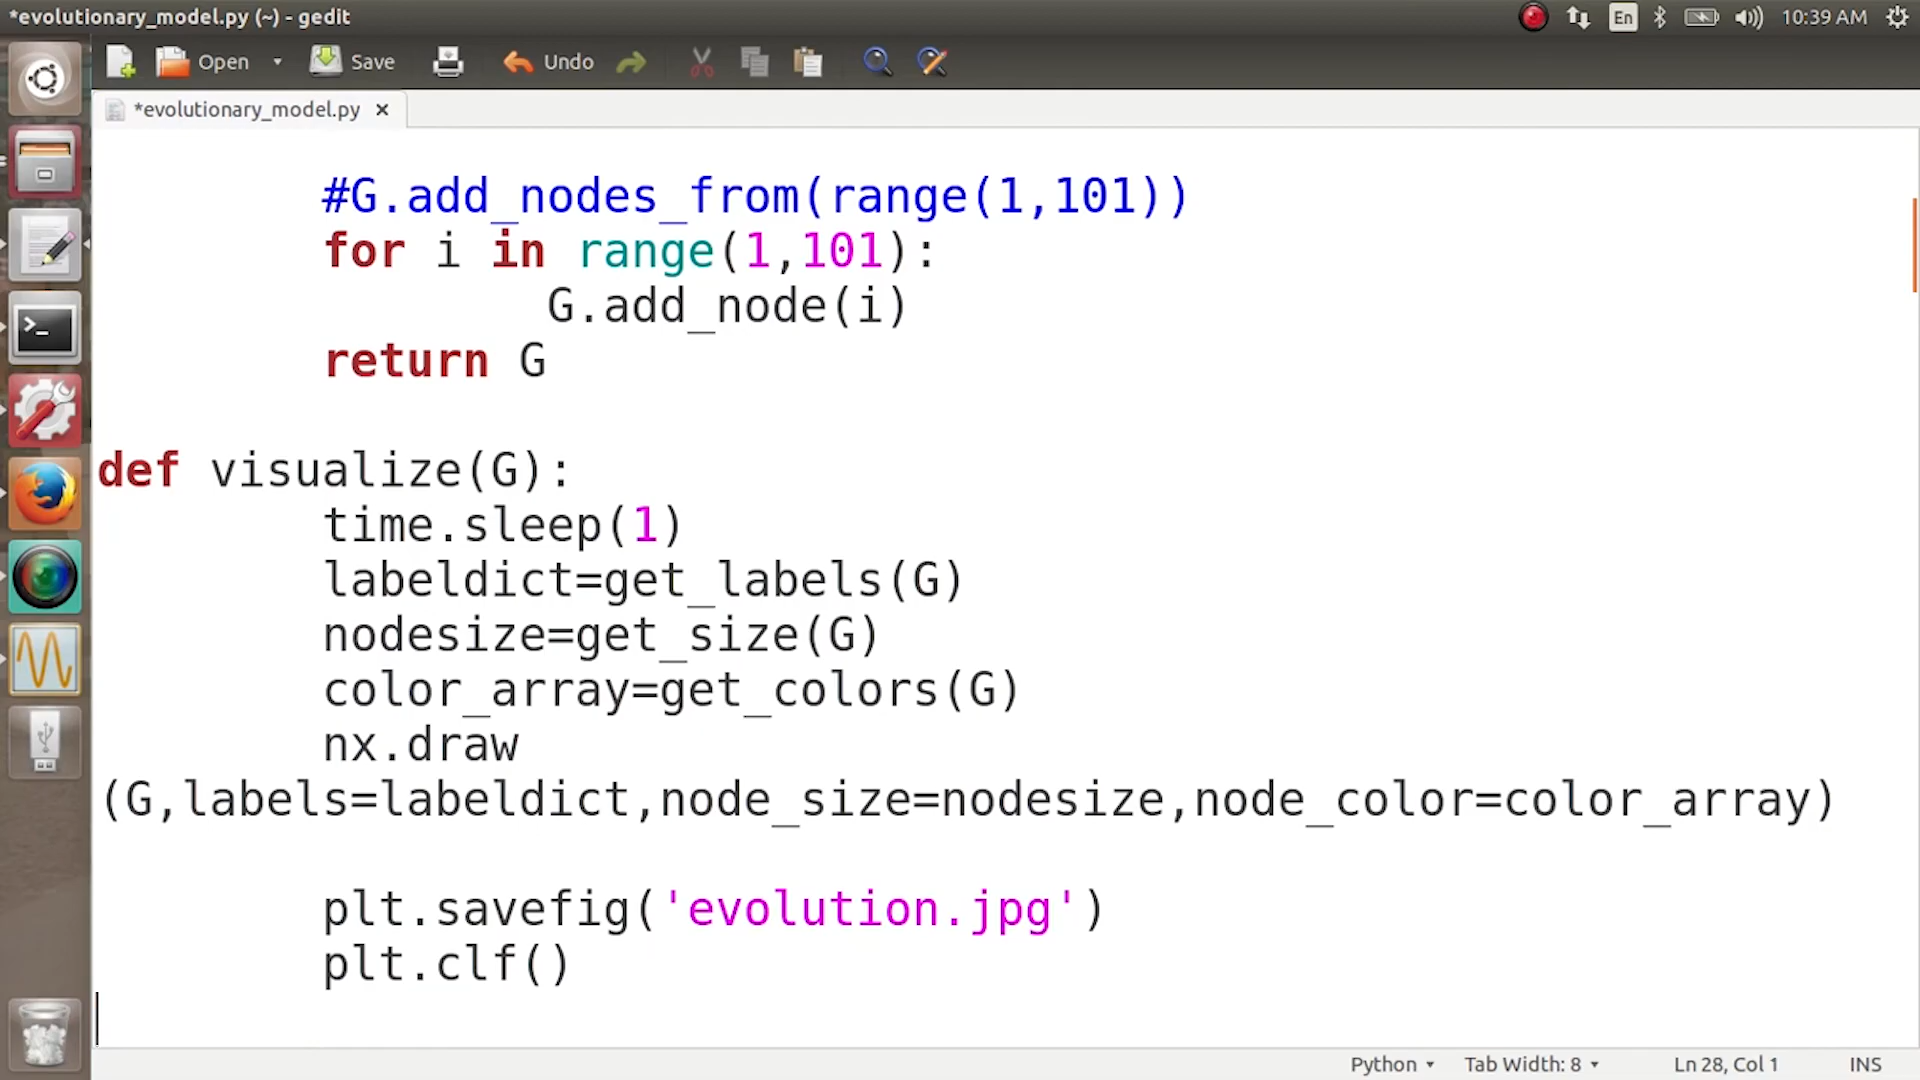 *evolutionary_model.py (~) - gedit
En
10:39 AM
Open
Save
Undo
*evolutionary_model.py
#G.add_nodes_from(range(1,101))
for i in range(1,101):
G.add_node(i)
return G
def visualize(G):
time.sleep(1)
labeldict=get_labels(G)
nodesize=get_size(G)
color_array=get_colors(G)
nx.draw
(G,labels=labeldict,node_size=nodesize,node_color=color_array)
plt.savefig('evolution.jpg')
plt.clf()
Python
Tab Width: 8
Ln 28, Col 1
INS